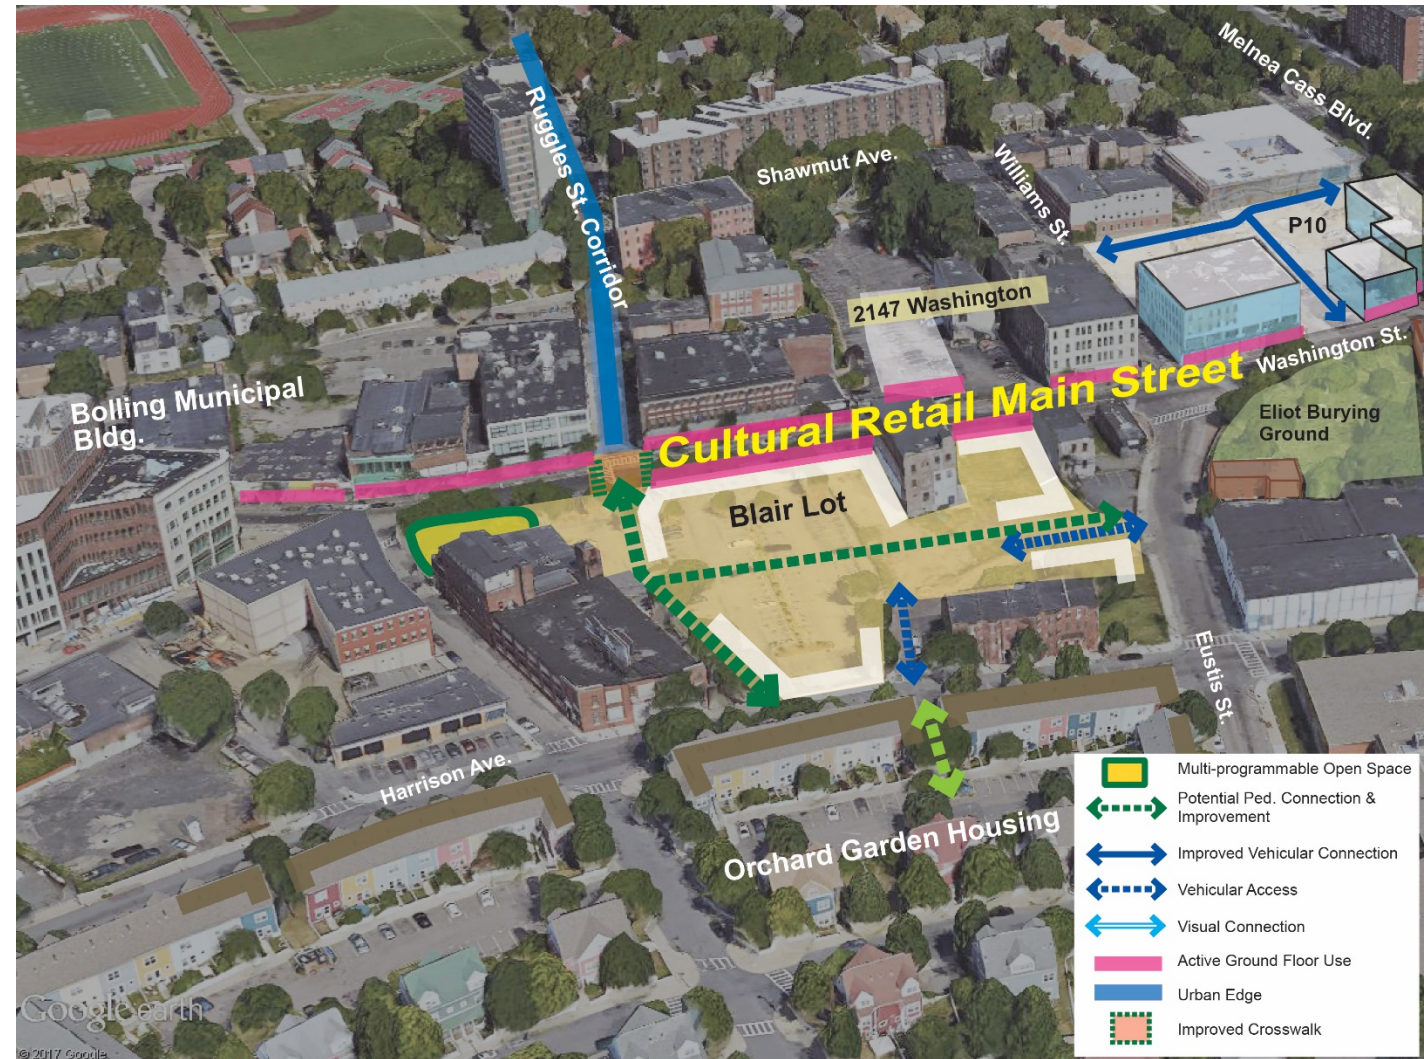 Melnea Cass Blvd.
Ruggles St. Corridor
Shawmut Ave.
Williams St.
P10
2147 Washington
Washington St.
Cultural Retail Main Street
Bolling Municipal
Bldg.
Eliot Burying
Ground
Blair Lot
Eustis St.
Harrison Ave.
Orchard Garden Housing
Multi-programmable Open Space
Potential Ped. Connection &
Improvement
Improved Vehicular Connection
Vehicular Access
Visual Connection
Active Ground Floor Use
Urban Edge
Improved Crosswalk
Google earth
© 2017 Google